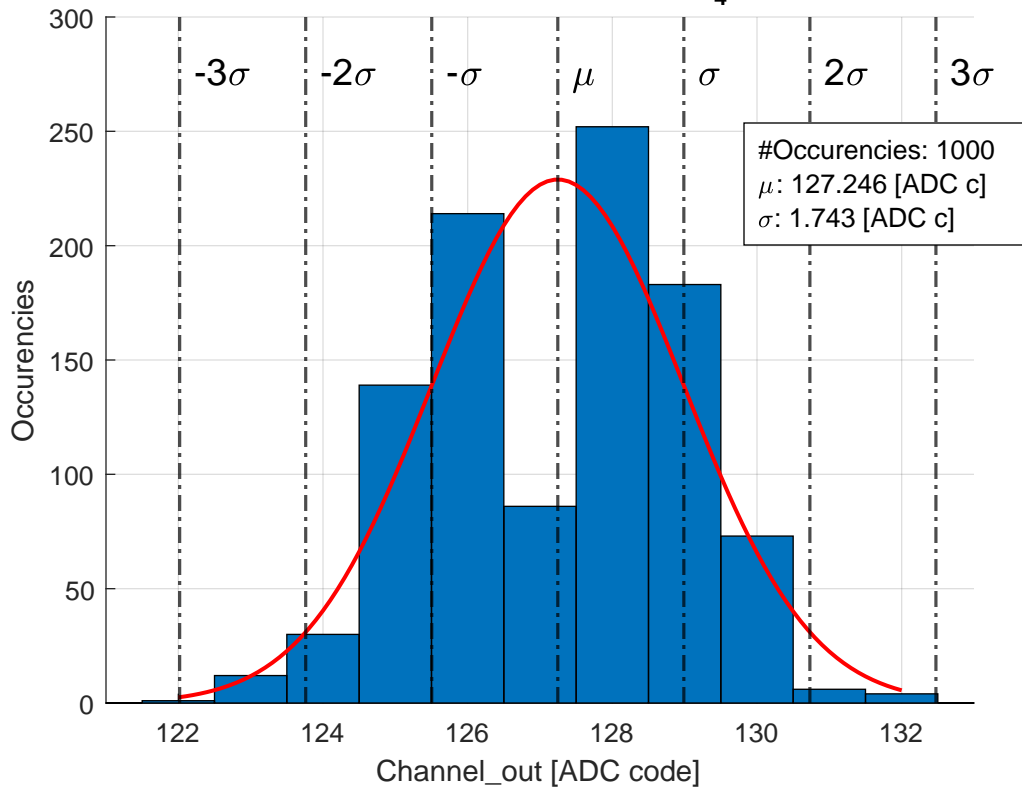 4
300
-3σ -2σ -σ μ σ 2σ 3σ
250
#Occurencies: 1000
μ: 127.246 [ADC c]
σ: 1.743 [ADC c]
200
150
100
50
0
Occurencies
122 124 126 128 130 132
Channel_out [ADC code]